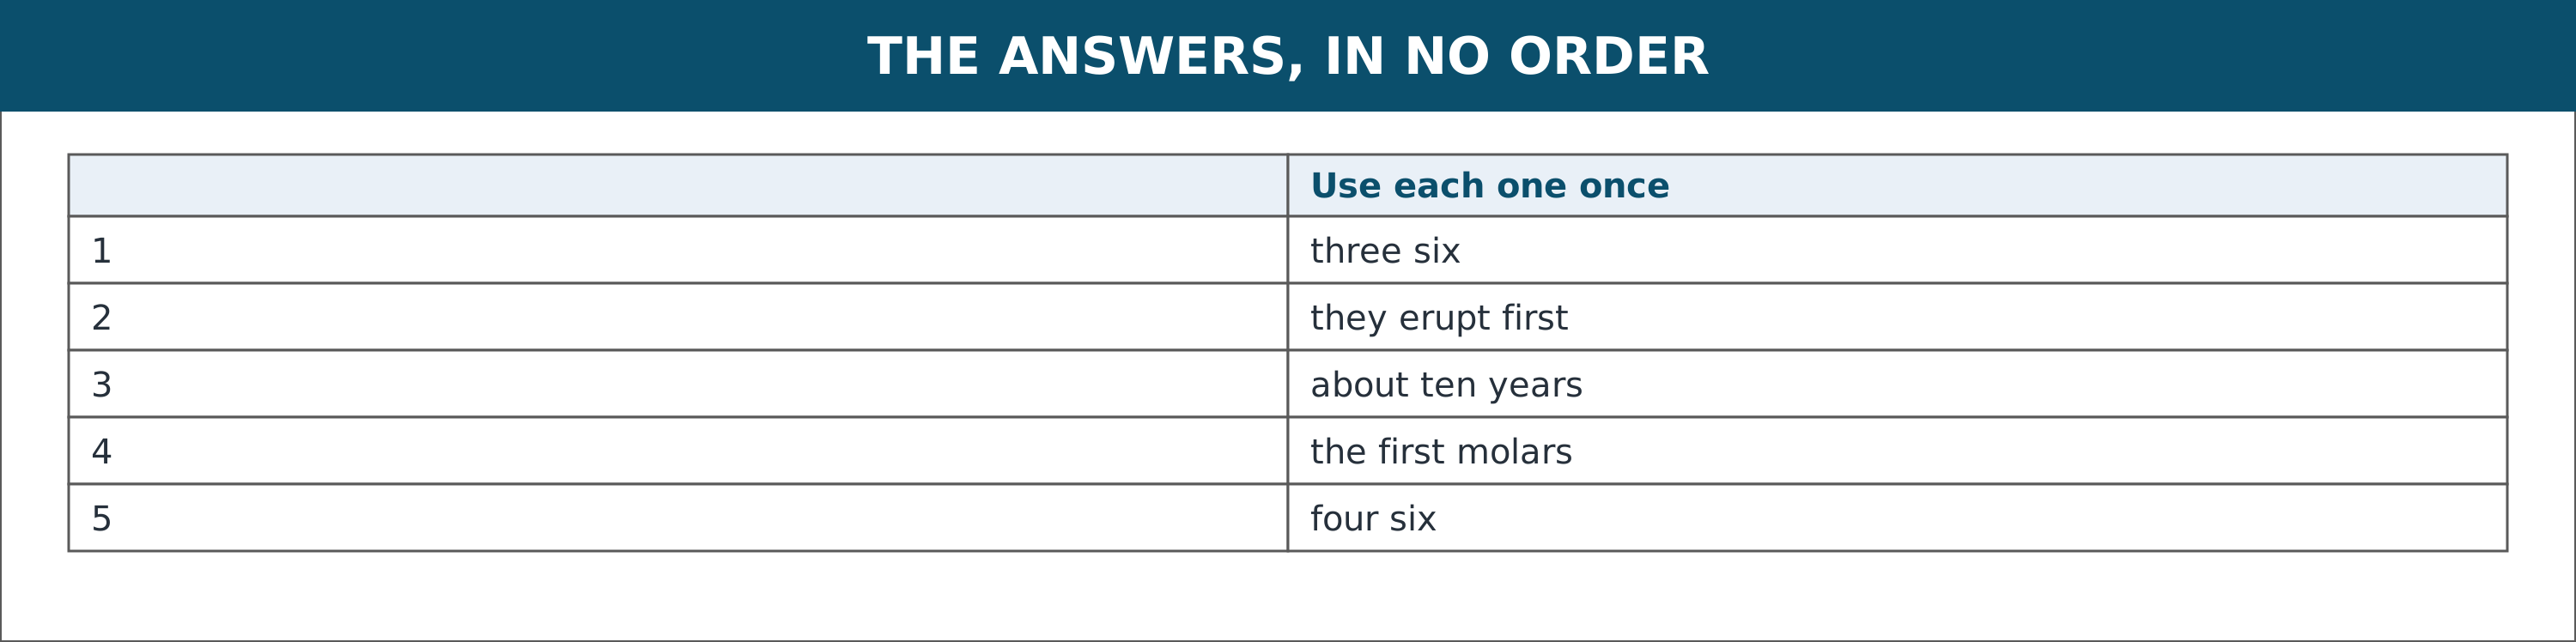 THE ANSWERS, IN NO ORDER
Use each one once
1 three six
2 they erupt first
3 about ten years
4 the first molars
5 four six